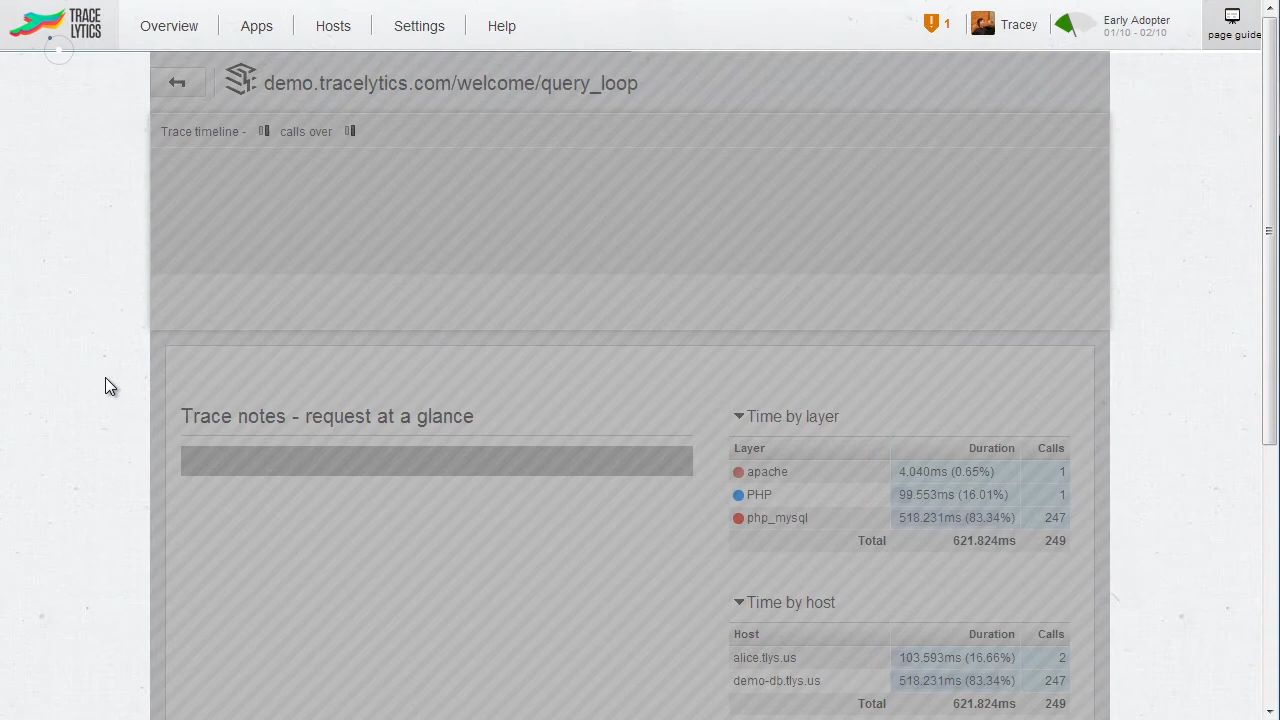 TRACE
LYTICS
Overview
Apps
Hosts
Settings
Help
1
Tracey
Early Adopter
01/10 - 02/10
page guide
demo.tracelytics.com/welcome/query_loop
Trace timeline - calls over
Trace notes - request at a glance
Time by layer
Layer Duration Calls
apache 4.040ms (0.65%) 1
PHP 99.553ms (16.01%) 1
php_mysql 518.231ms (83.34%) 247
Total 621.824ms 249
Time by host
Host Duration Calls
alice.tlys.us 103.593ms (16.66%) 2
demo-db.tlys.us 518.231ms (83.34%) 247
Total 621.824ms 249